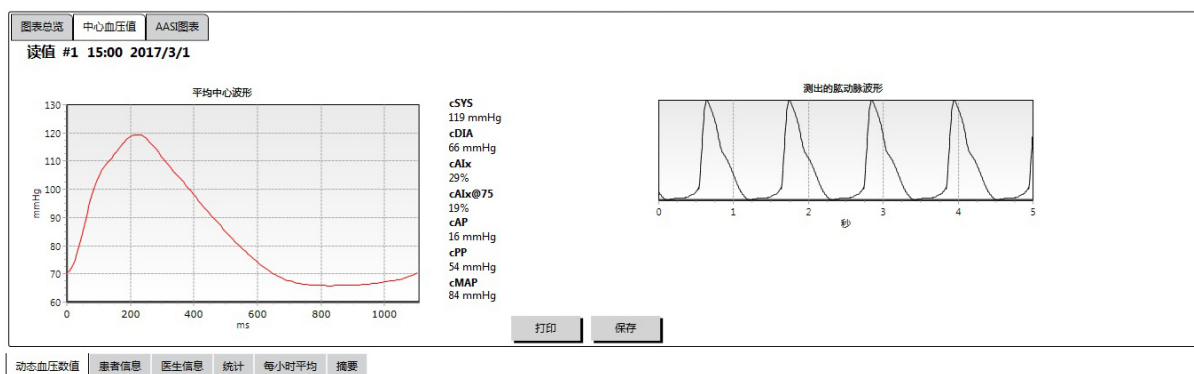 图表总览 中心血压值 AASI图表
读值 #1 15:00 2017/3/1
平均中心波形
mmHg
130
120
110
100
90
80
70
60
0 200 400 600 800 1000
ms
cSYS
119 mmHg
cDIA
66 mmHg
cAIx
29%
cAIx@75
19%
cAP
16 mmHg
cPP
54 mmHg
cMAP
84 mmHg
测出的肱动脉波形
0 1 2 3 4 5
秒
打印 保存
动态血压数值 患者信息 医生信息 统计 每小时平均 摘要